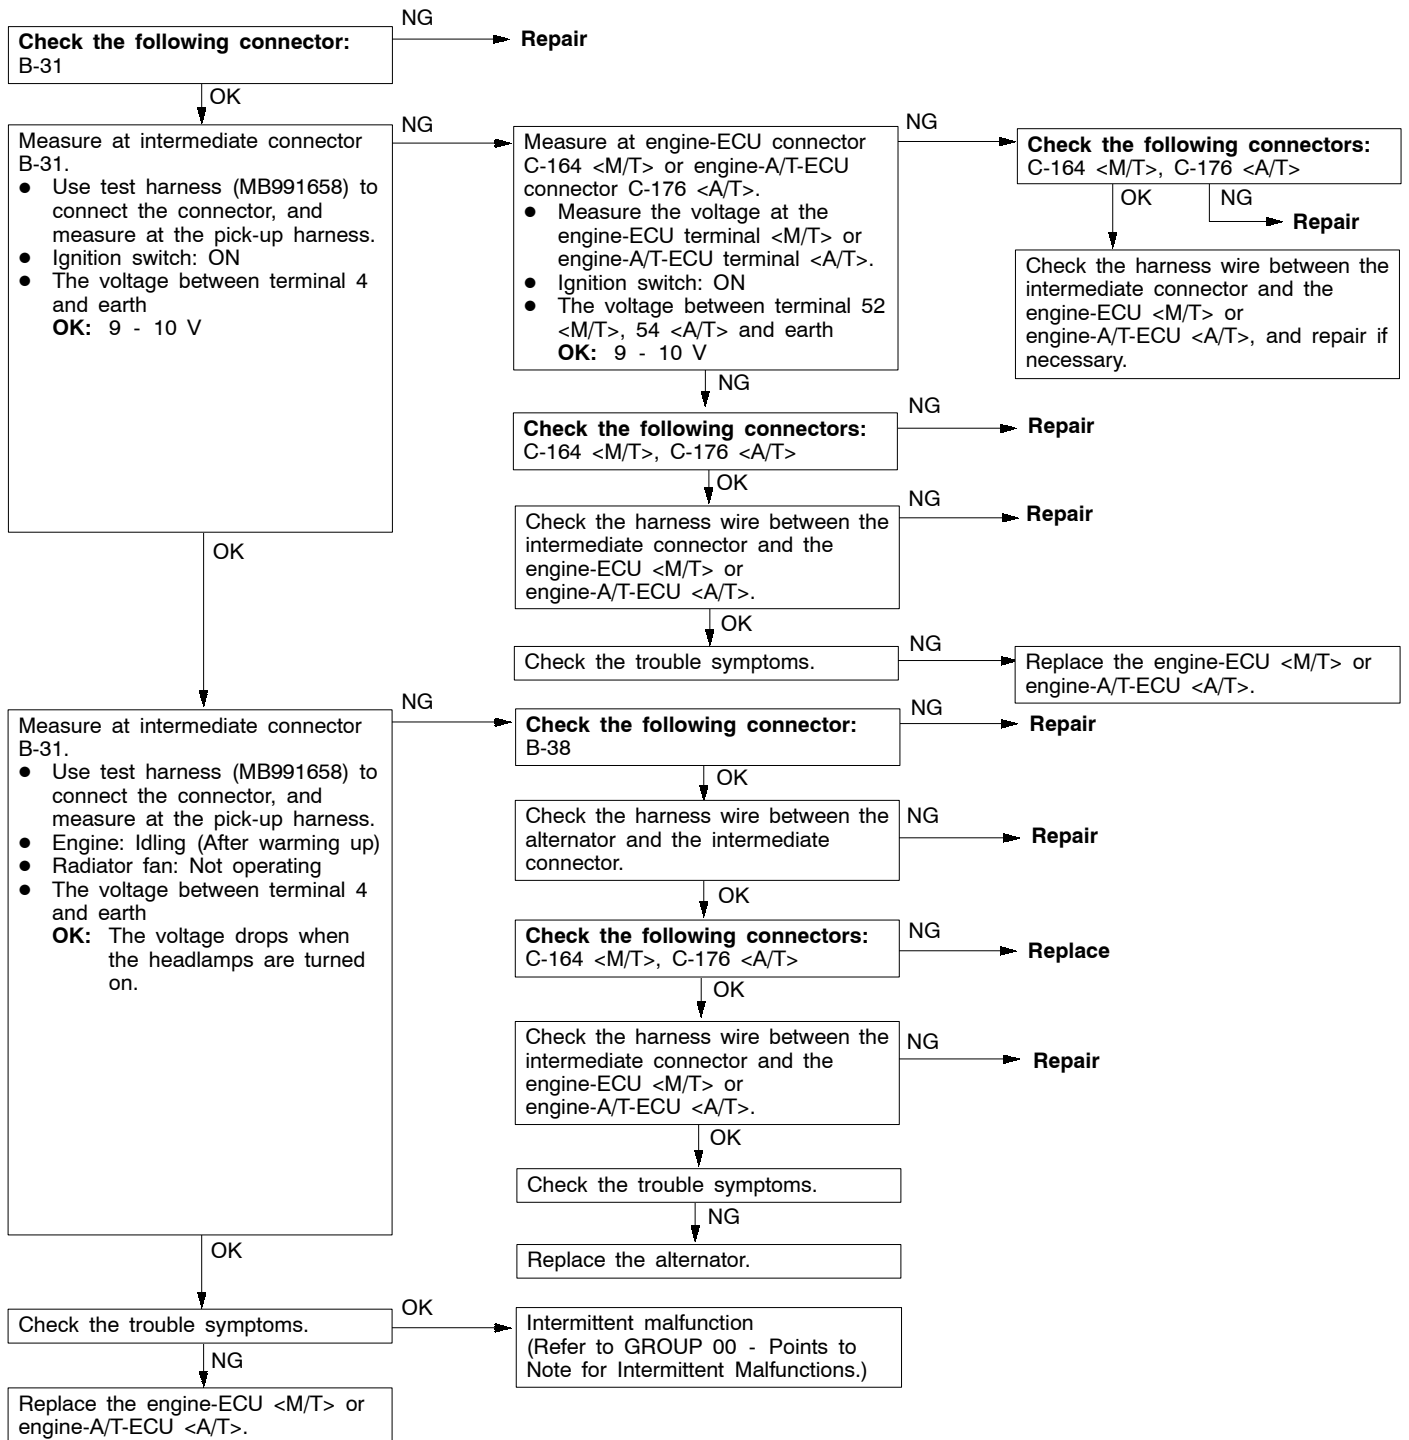 NG
Check the following connector:
B-31
Repair
OK
Measure at intermediate connector
B-31.
● Use test harness (MB991658) to
connect the connector, and
measure at the pick-up harness.
● Ignition switch: ON
● The voltage between terminal 4
and earth
OK: 9 - 10 V
NG
Measure at engine-ECU connector
C-164 <M/T> or engine-A/T-ECU
connector C-176 <A/T>.
● Measure the voltage at the
engine-ECU terminal <M/T> or
engine-A/T-ECU terminal <A/T>.
● Ignition switch: ON
● The voltage between terminal 52
<M/T>, 54 <A/T> and earth
OK: 9 - 10 V
NG
Check the following connectors:
C-164 <M/T>, C-176 <A/T>
OK
NG
Repair
Check the harness wire between the
intermediate connector and the
engine-ECU <M/T> or
engine-A/T-ECU <A/T>, and repair if
necessary.
NG
Check the following connectors:
C-164 <M/T>, C-176 <A/T>
NG
Repair
OK
Check the harness wire between the
intermediate connector and the
engine-ECU <M/T> or
engine-A/T-ECU <A/T>.
NG
Repair
OK
Check the trouble symptoms.
NG
Replace the engine-ECU <M/T> or
engine-A/T-ECU <A/T>.
OK
Measure at intermediate connector
B-31.
● Use test harness (MB991658) to
connect the connector, and
measure at the pick-up harness.
● Engine: Idling (After warming up)
● Radiator fan: Not operating
● The voltage between terminal 4
and earth
OK: The voltage drops when
the headlamps are turned
on.
NG
Check the following connector:
B-38
NG
Repair
OK
Check the harness wire between the
alternator and the intermediate
connector.
NG
Repair
OK
Check the following connectors:
C-164 <M/T>, C-176 <A/T>
NG
Replace
OK
Check the harness wire between the
intermediate connector and the
engine-ECU <M/T> or
engine-A/T-ECU <A/T>.
NG
Repair
OK
Check the trouble symptoms.
NG
Replace the alternator.
OK
Check the trouble symptoms.
OK
Intermittent malfunction
(Refer to GROUP 00 - Points to
Note for Intermittent Malfunctions.)
NG
Replace the engine-ECU <M/T> or
engine-A/T-ECU <A/T>.